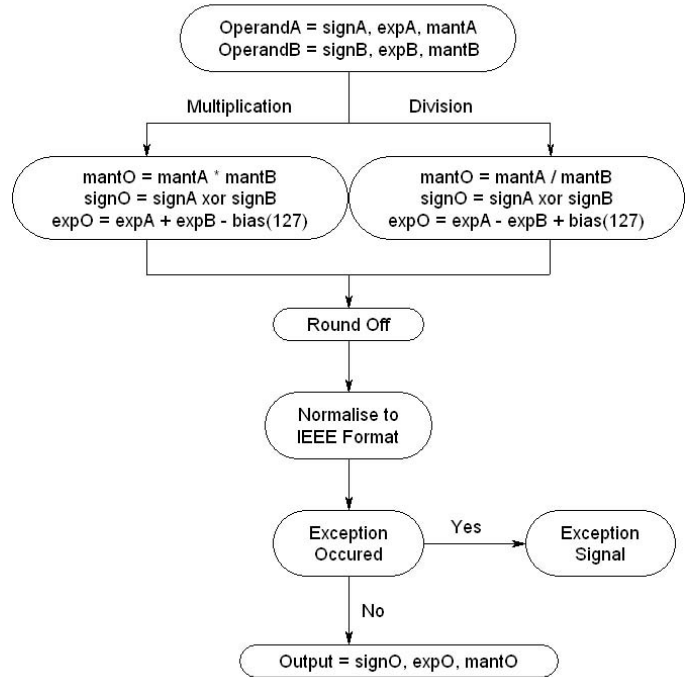 OperandA = signA, expA, mantA
OperandB = signB, expB, mantB
Multiplication
Division
mantO = mantA * mantB
signO = signA xor signB
expO = expA + expB - bias(127)
mantO = mantA / mantB
signO = signA xor signB
expO = expA - expB + bias(127)
Round Off
Normalise to
IEEE Format
Exception
Occured
Yes
Exception
Signal
No
Output = signO, expO, mantO